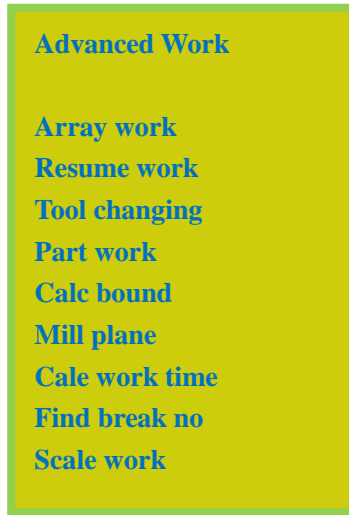 Advanced Work
Array work
Resume work
Tool changing
Part work
Calc bound
Mill plane
Cale work time
Find break no
Scale work